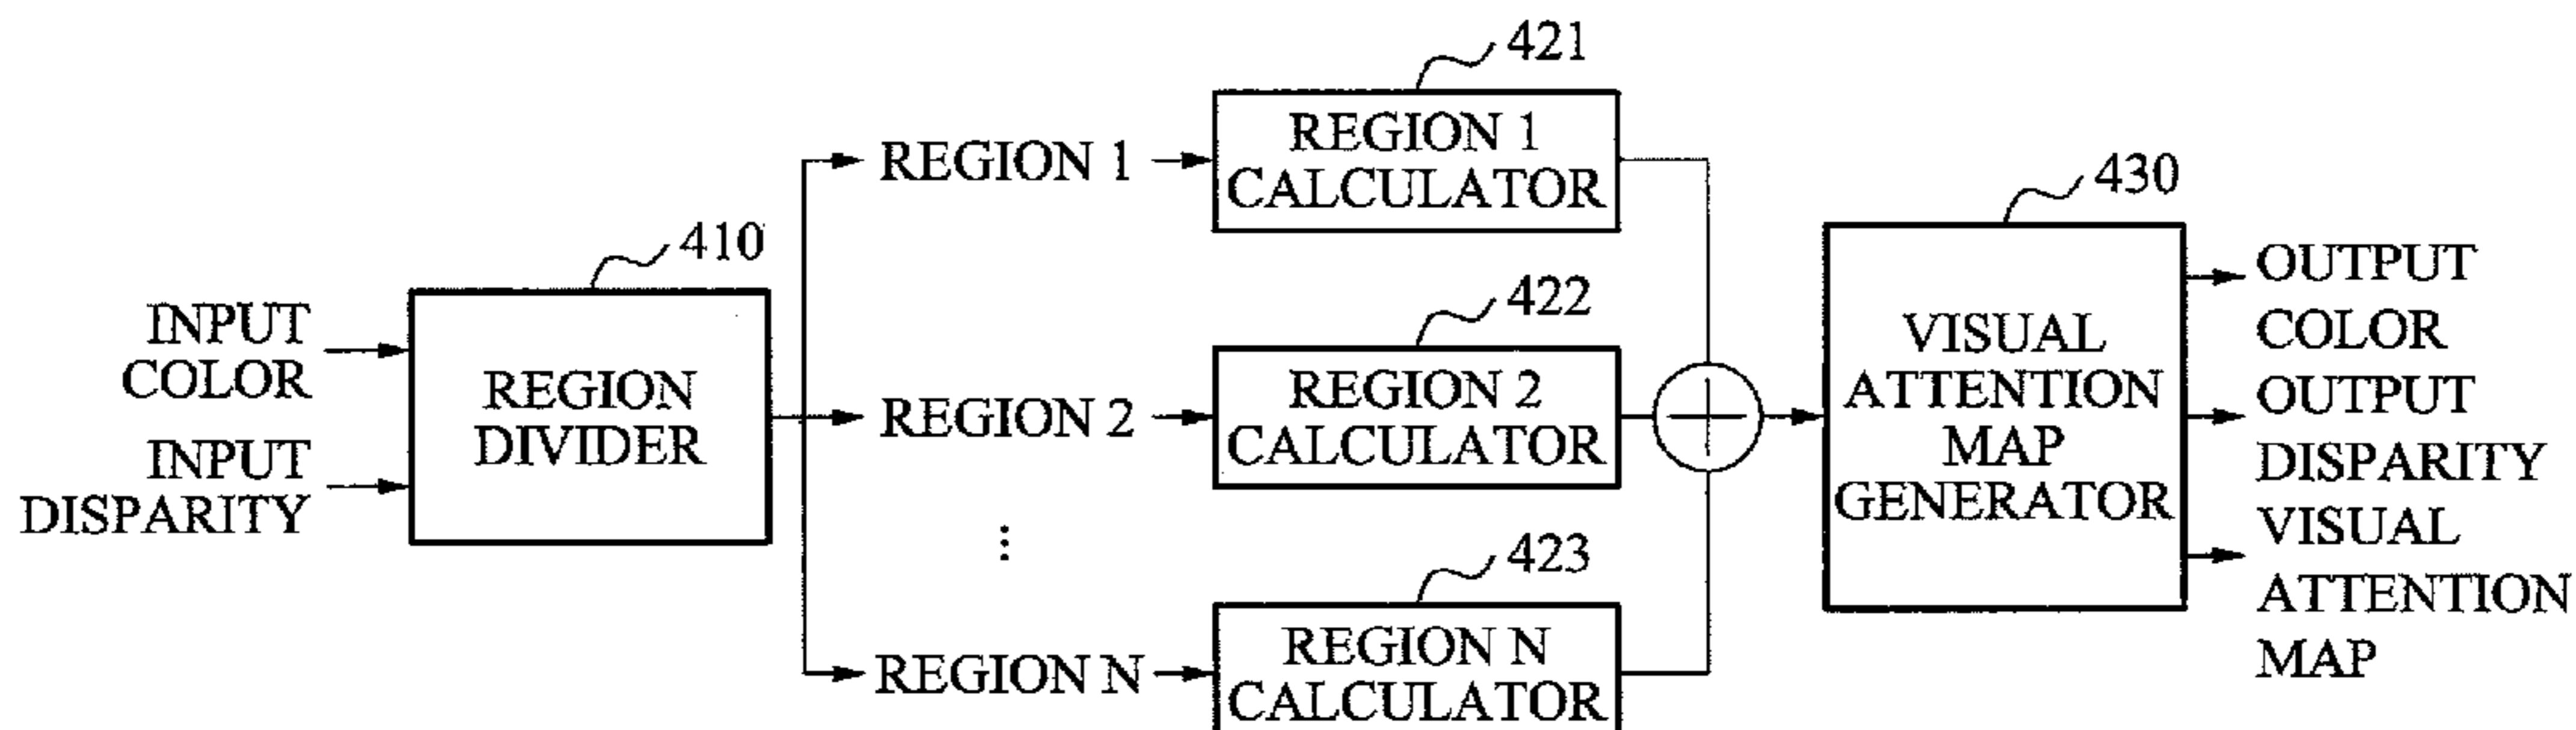 INPUT
COLOR
INPUT
DISPARITY
410
REGION
DIVIDER
REGION 1
REGION 2
⋮
REGION N
421
REGION 1
CALCULATOR
422
REGION 2
CALCULATOR
423
REGION N
CALCULATOR
430
VISUAL
ATTENTION
MAP
GENERATOR
OUTPUT
COLOR
OUTPUT
DISPARITY
VISUAL
ATTENTION
MAP